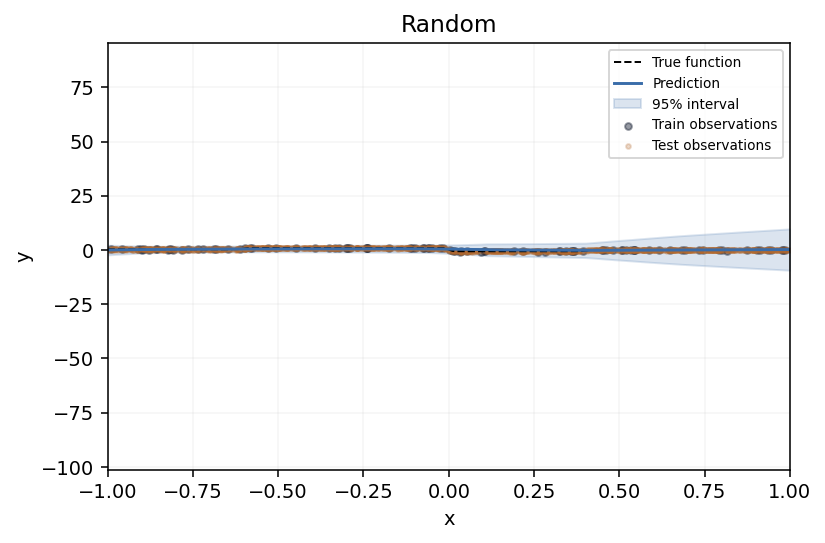 Random
True function
Prediction
95% interval
Train observations
Test observations
y
75
50
25
0
−25
−50
−75
−100
−1.00 −0.75 −0.50 −0.25 0.00 0.25 0.50 0.75 1.00
x